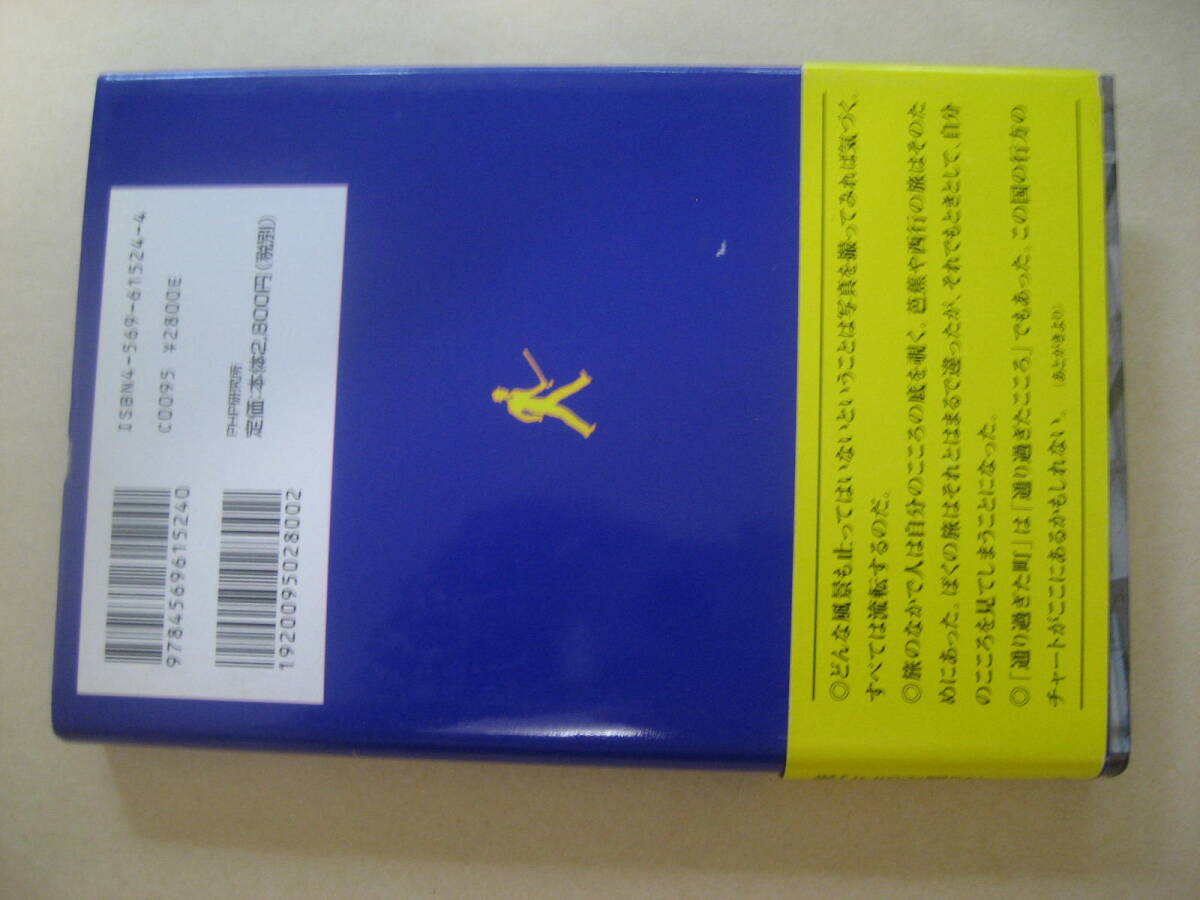 ISBN4-569-61524-4
C0095 ¥2800E
PHP研究所
定価:本体2,800円(税別)
9784569615240
1920095028002
◎どんな風景も止ってはいないということは写真を撮ってみれば気づく。
すべては流転するのだ。
◎旅のなかで人は自分のこころの底を覗く。芭蕉や西行の旅はそのた
めにあった。ぼくの旅はそれとはまるで違ったが、それでもときとして、自分
のこころを見てしまうことになった。
◎「通り過ぎた町」は「通り過ぎたこころ」でもあった。この国の行方の
チャートがここにあるかもしれない。
(あとがきより)